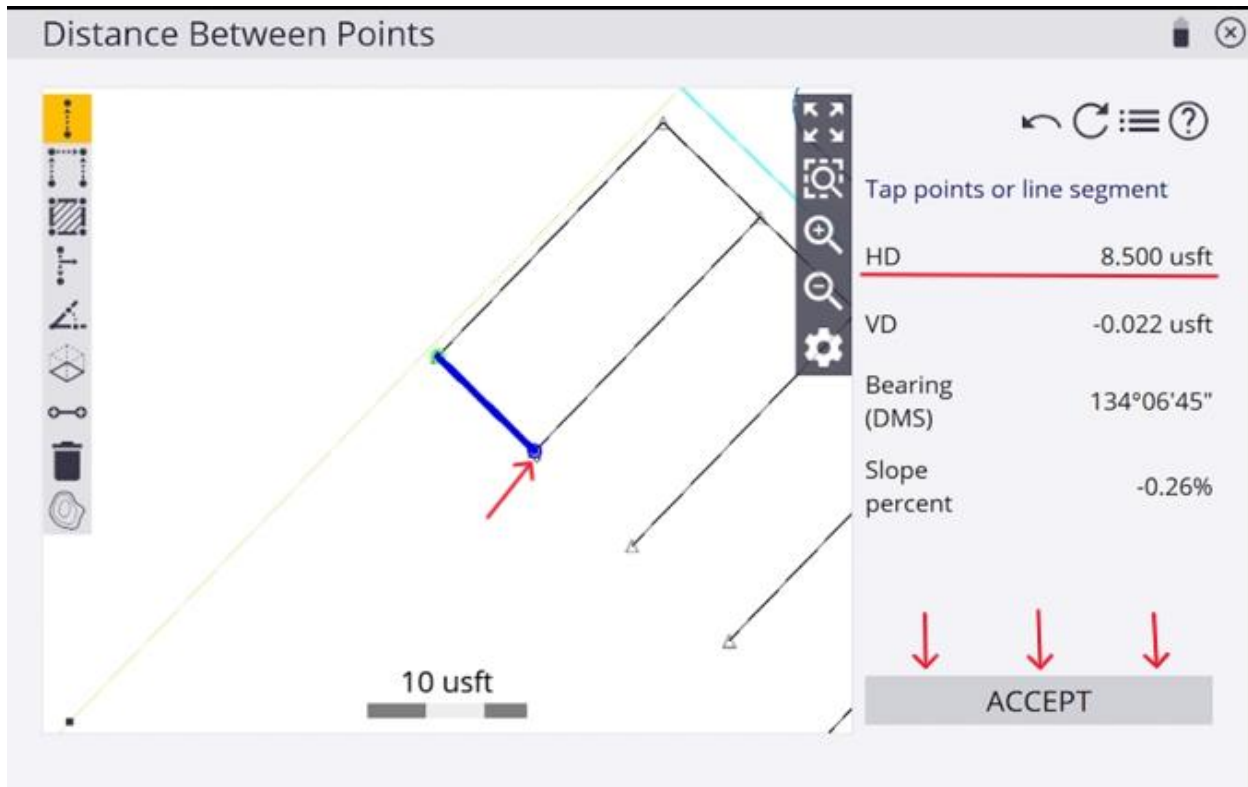 Distance Between Points
Tap points or line segment
HD 8.500 usft
VD -0.022 usft
Bearing
(DMS) 134°06'45"
Slope
percent -0.26%
10 usft
ACCEPT